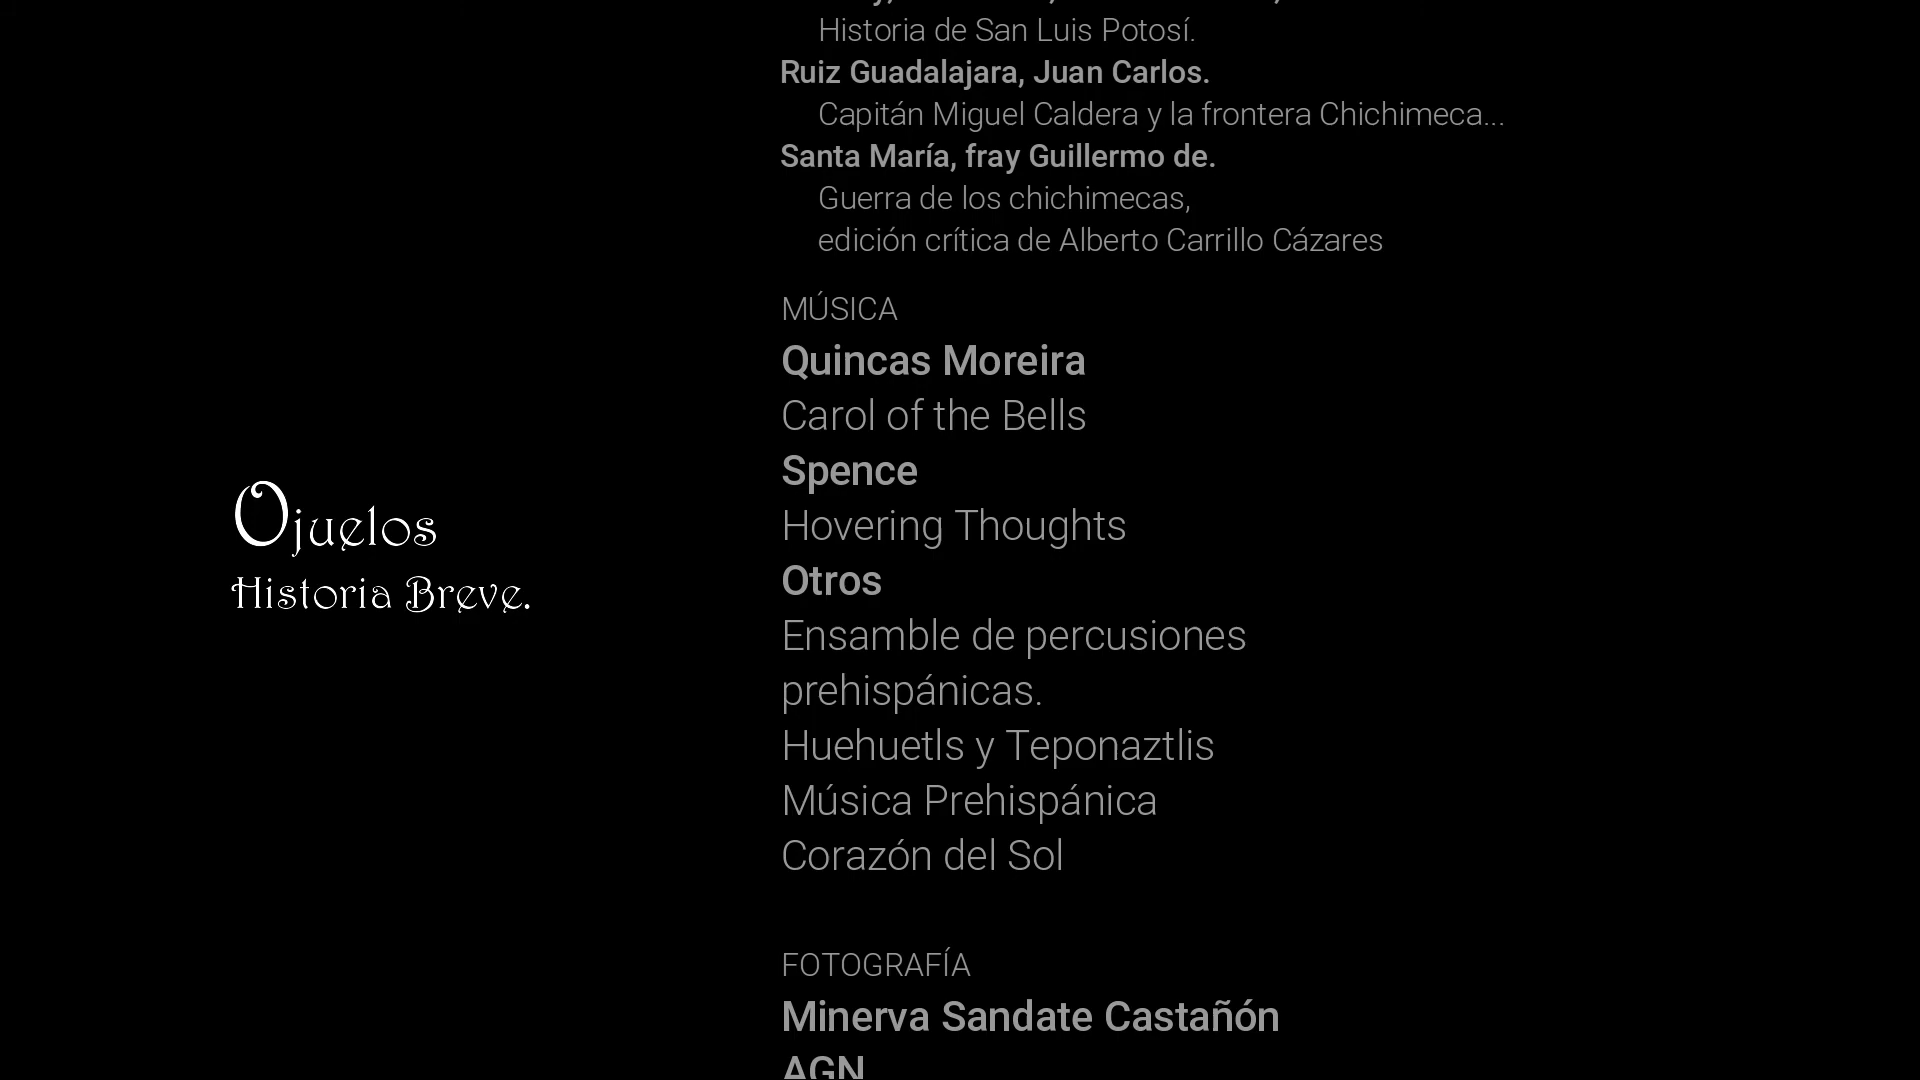 Historia de San Luis Potosí.
Ruiz Guadalajara, Juan Carlos.
Capitán Miguel Caldera y la frontera Chichimeca...
Santa María, fray Guillermo de.
Guerra de los chichimecas,
edición crítica de Alberto Carrillo Cázares
MÚSICA
Quincas Moreira
Carol of the Bells
Spence
Hovering Thoughts
Otros
Ensamble de percusiones
prehispánicas.
Huehuetls y Teponaztlis
Música Prehispánica
Corazón del Sol
FOTOGRAFÍA
Minerva Sandate Castañón
AGN
Ojuelos
Historia Breve.